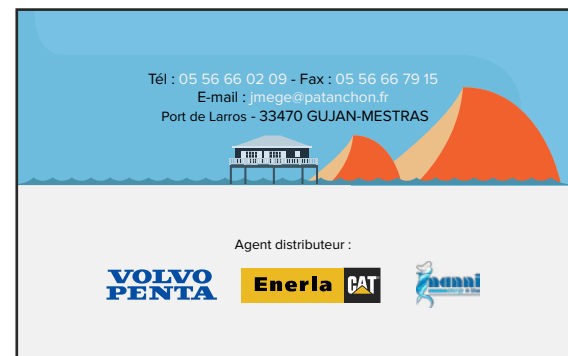 Tél : 05 56 66 02 09 - Fax : 05 56 66 79 15
E-mail : jmege@patanchon.fr
Port de Larros - 33470 GUJAN-MESTRAS
Agent distributeur :
VOLVO
PENTA
Enerla CAT
nanni